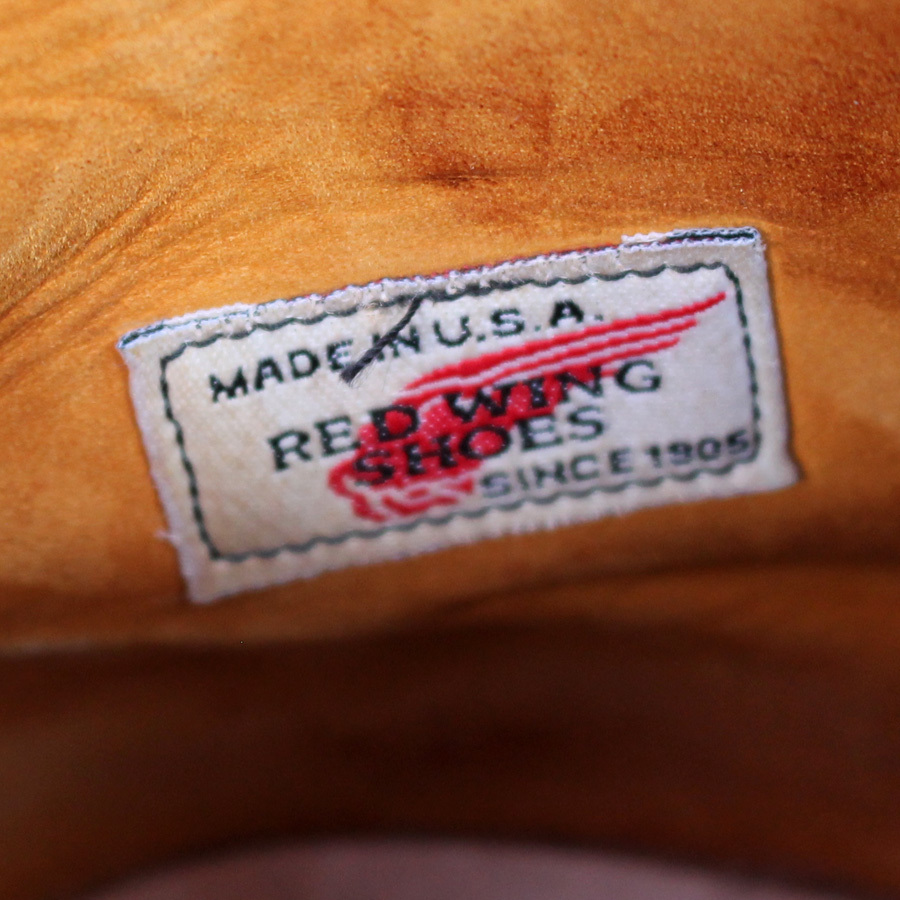 MADE IN U.S.A.
RED WING
SHOES
SINCE 1905